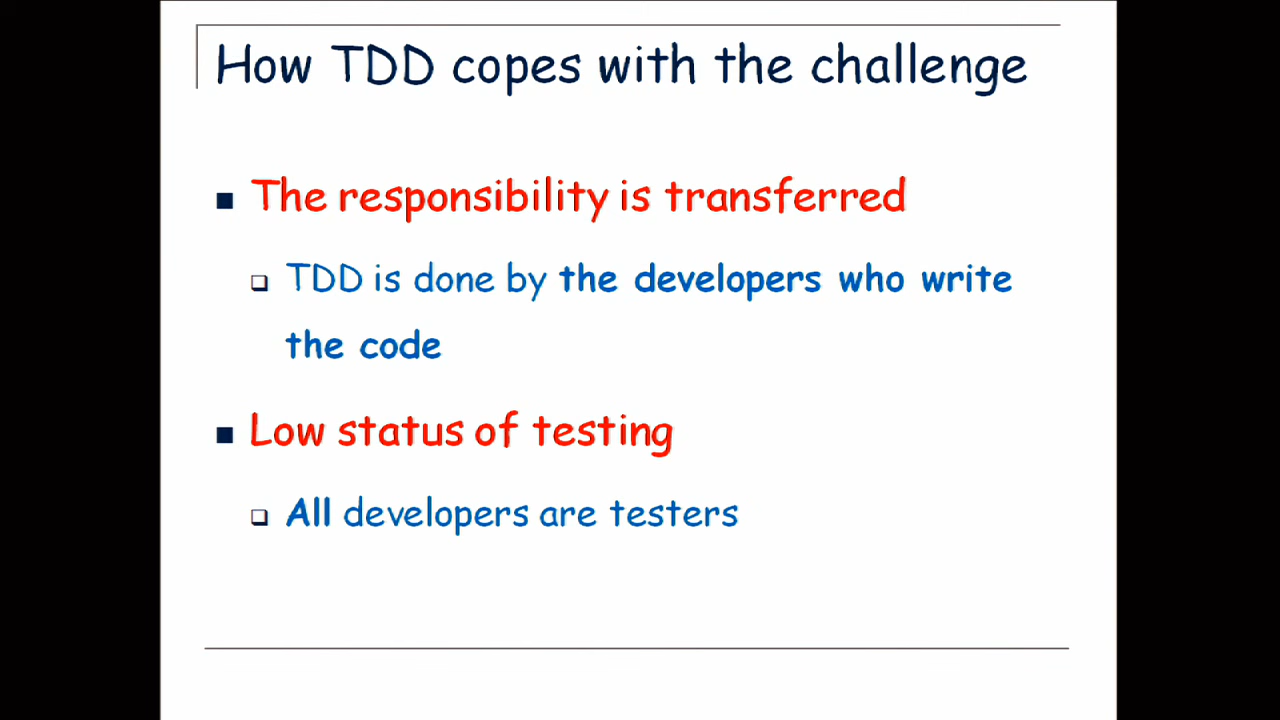 How TDD copes with the challenge
The responsibility is transferred
TDD is done by the developers who write
the code
Low status of testing
All developers are testers